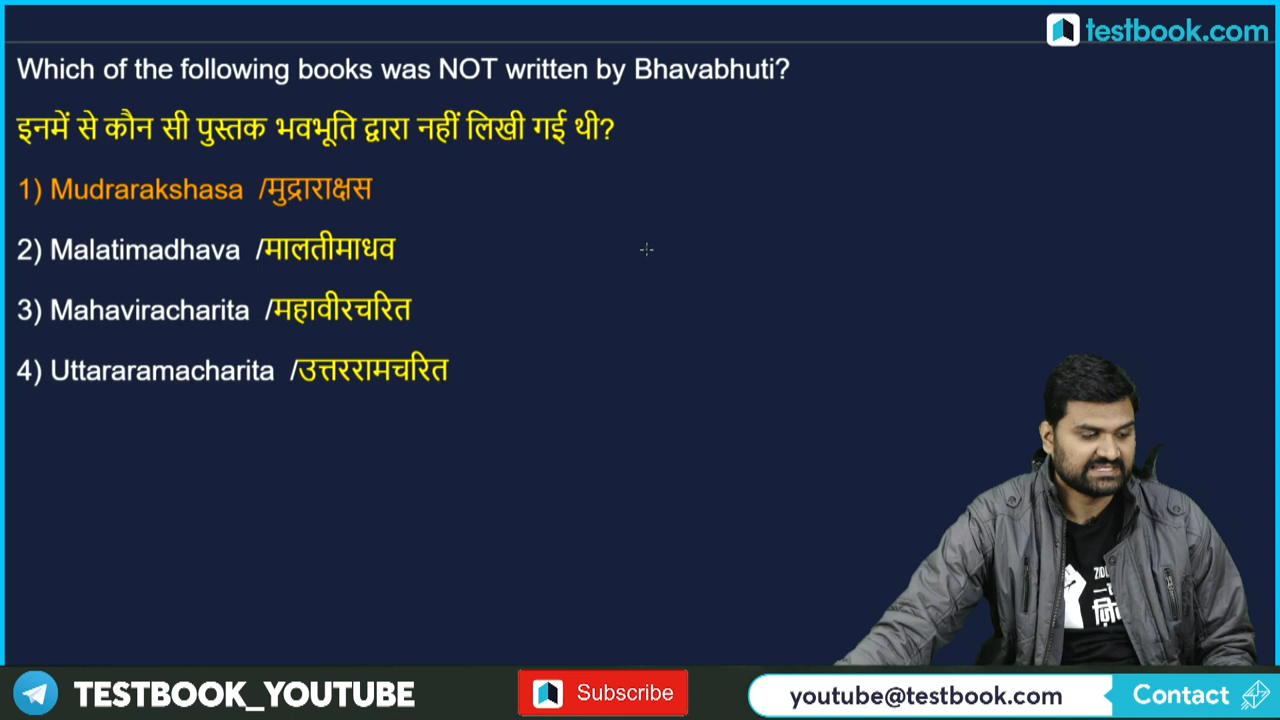 testbook.com
Which of the following books was NOT written by Bhavabhuti?
इनमें से कौन सी पुस्तक भवभूति द्वारा नहीं लिखी गई थी?
1) Mudrarakshasa /मुद्राराक्षस
2) Malatimadhava /मालतीमाधव
3) Mahaviracharita /महावीरचरित
4) Uttararamacharita /उत्तररामचरित
TESTBOOK_YOUTUBE
Subscribe
youtube@testbook.com
Contact